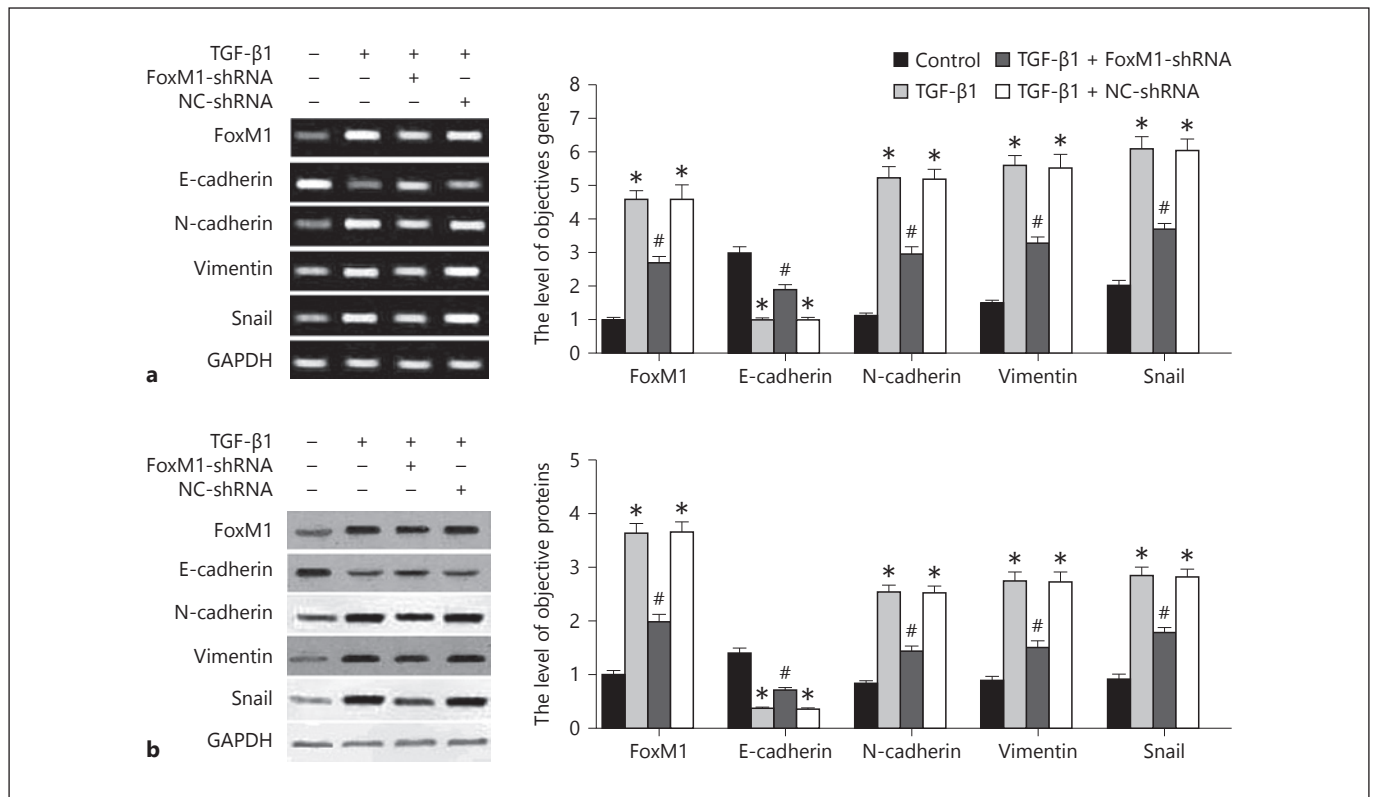 TGF-β1 – + + +
FoxM1-shRNA – – + –
NC-shRNA – – – +
FoxM1
E-cadherin
N-cadherin
Vimentin
Snail
GAPDH
a
Control TGF-β1 + FoxM1-shRNA
TGF-β1 TGF-β1 + NC-shRNA
The level of objectives genes
8
7
6
5
4
3
2
1
0
* # *
* # *
* # *
* # *
* # *
FoxM1 E-cadherin N-cadherin Vimentin Snail
TGF-β1 – + + +
FoxM1-shRNA – – + –
NC-shRNA – – – +
FoxM1
E-cadherin
N-cadherin
Vimentin
Snail
GAPDH
b
The level of objective proteins
5
4
3
2
1
0
* # *
* # *
* # *
* # *
* # *
FoxM1 E-cadherin N-cadherin Vimentin Snail